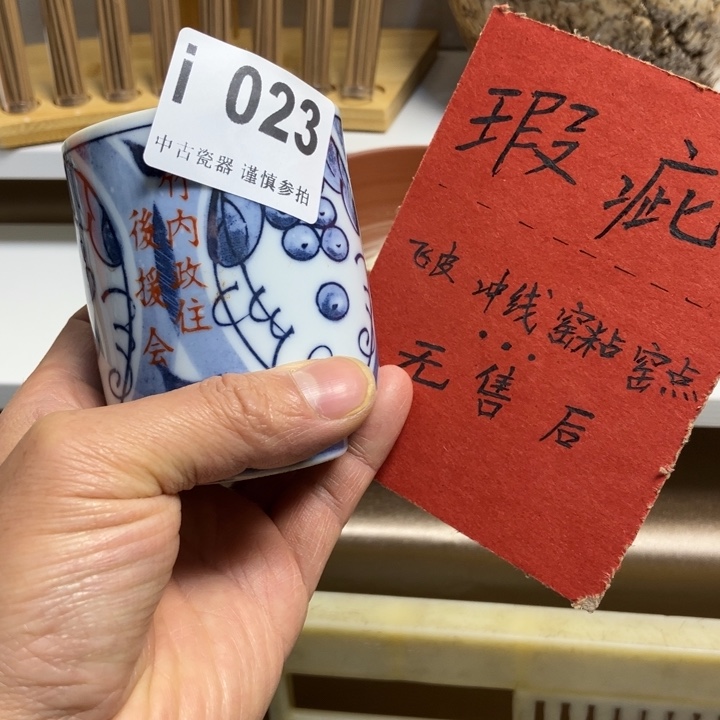 i 023
中古瓷器 谨慎参拍
村内政住
後援会
瑕疵
飞皮 冲线 窑粘 窑点
...
无售后